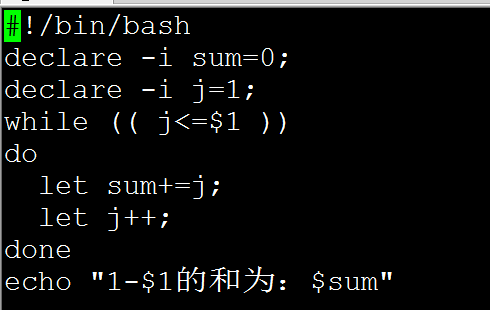 #!/bin/bash
declare -i sum=0;
declare -i j=1;
while (( j<=$1 ))
do
  let sum+=j;
  let j++;
done
echo "1-$1的和为：$sum"